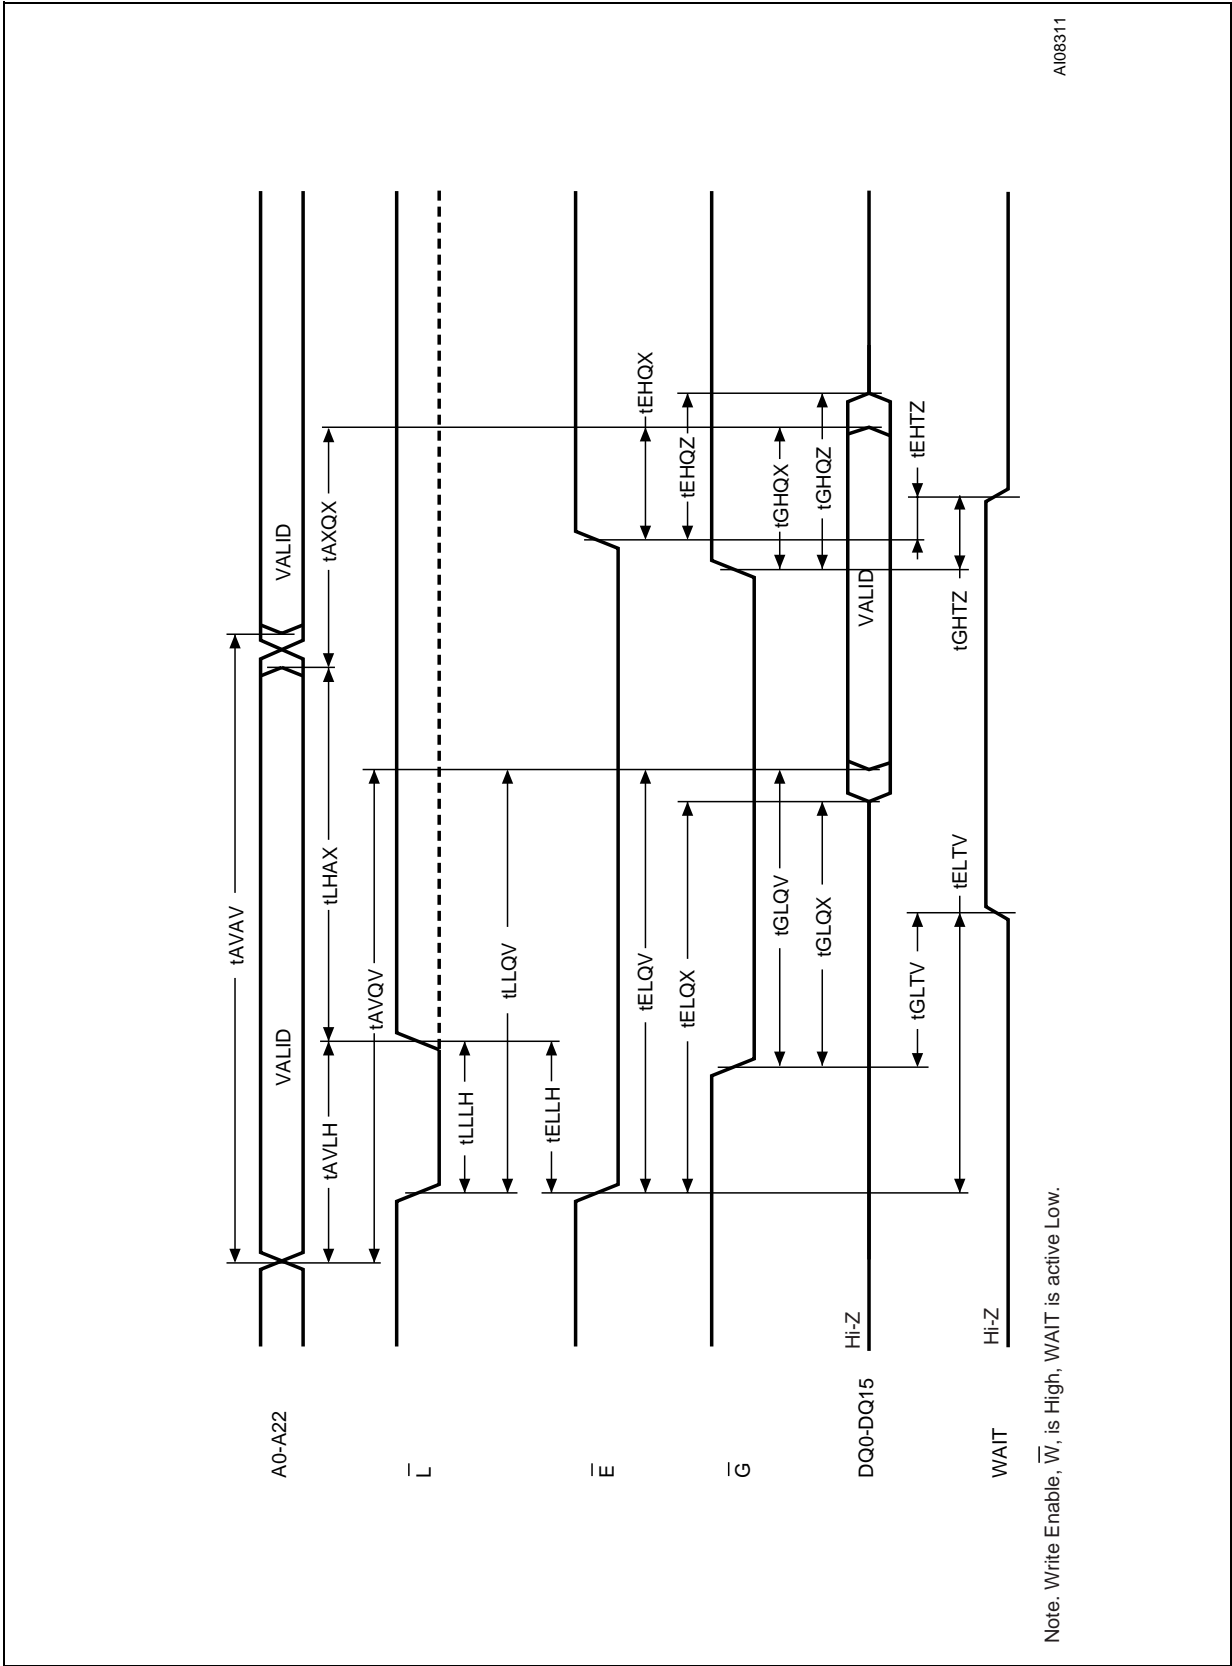 A0-A22
VALID
VALID
tAVAV
tAVLH
tLHAX
tAXQX
tAVQV
L
tLLLH
tLLQV
tELLH
E
tELQV
tEHQX
tELQX
tEHQZ
G
tGLQV
tGHQX
tGLQX
tGHQZ
DQ0-DQ15
Hi-Z
VALID
tGLTV
tEHTZ
tELTV
tGHTZ
WAIT
Hi-Z
Note. Write Enable, W̅, is High, WAIT is active Low.
AI08311